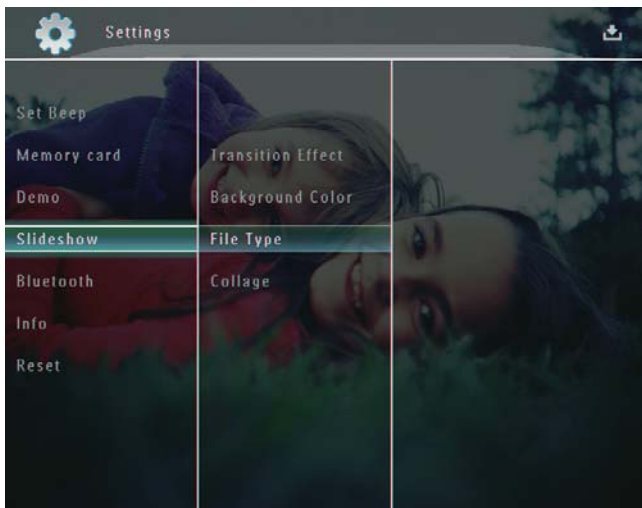 Settings
Set Beep
Memory card
Demo
Slideshow
Bluetooth
Info
Reset
Transition Effect
Background Color
File Type
Collage